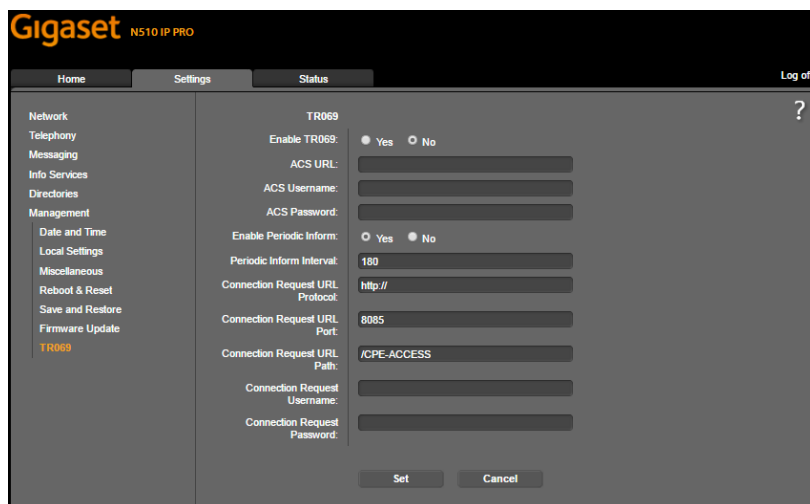 Gigaset N510 IP PRO
Home Settings Status Log of
?
Network
Telephony
Messaging
Info Services
Directories
Management
Date and Time
Local Settings
Miscellaneous
Reboot & Reset
Save and Restore
Firmware Update
TR069
TR069
Enable TR069: Yes No
ACS URL:
ACS Username:
ACS Password:
Enable Periodic Inform: Yes No
Periodic Inform Interval: 180
Connection Request URL
Protocol: http://
Connection Request URL
Port: 8085
Connection Request URL
Path: /CPE-ACCESS
Connection Request
Username:
Connection Request
Password:
Set Cancel